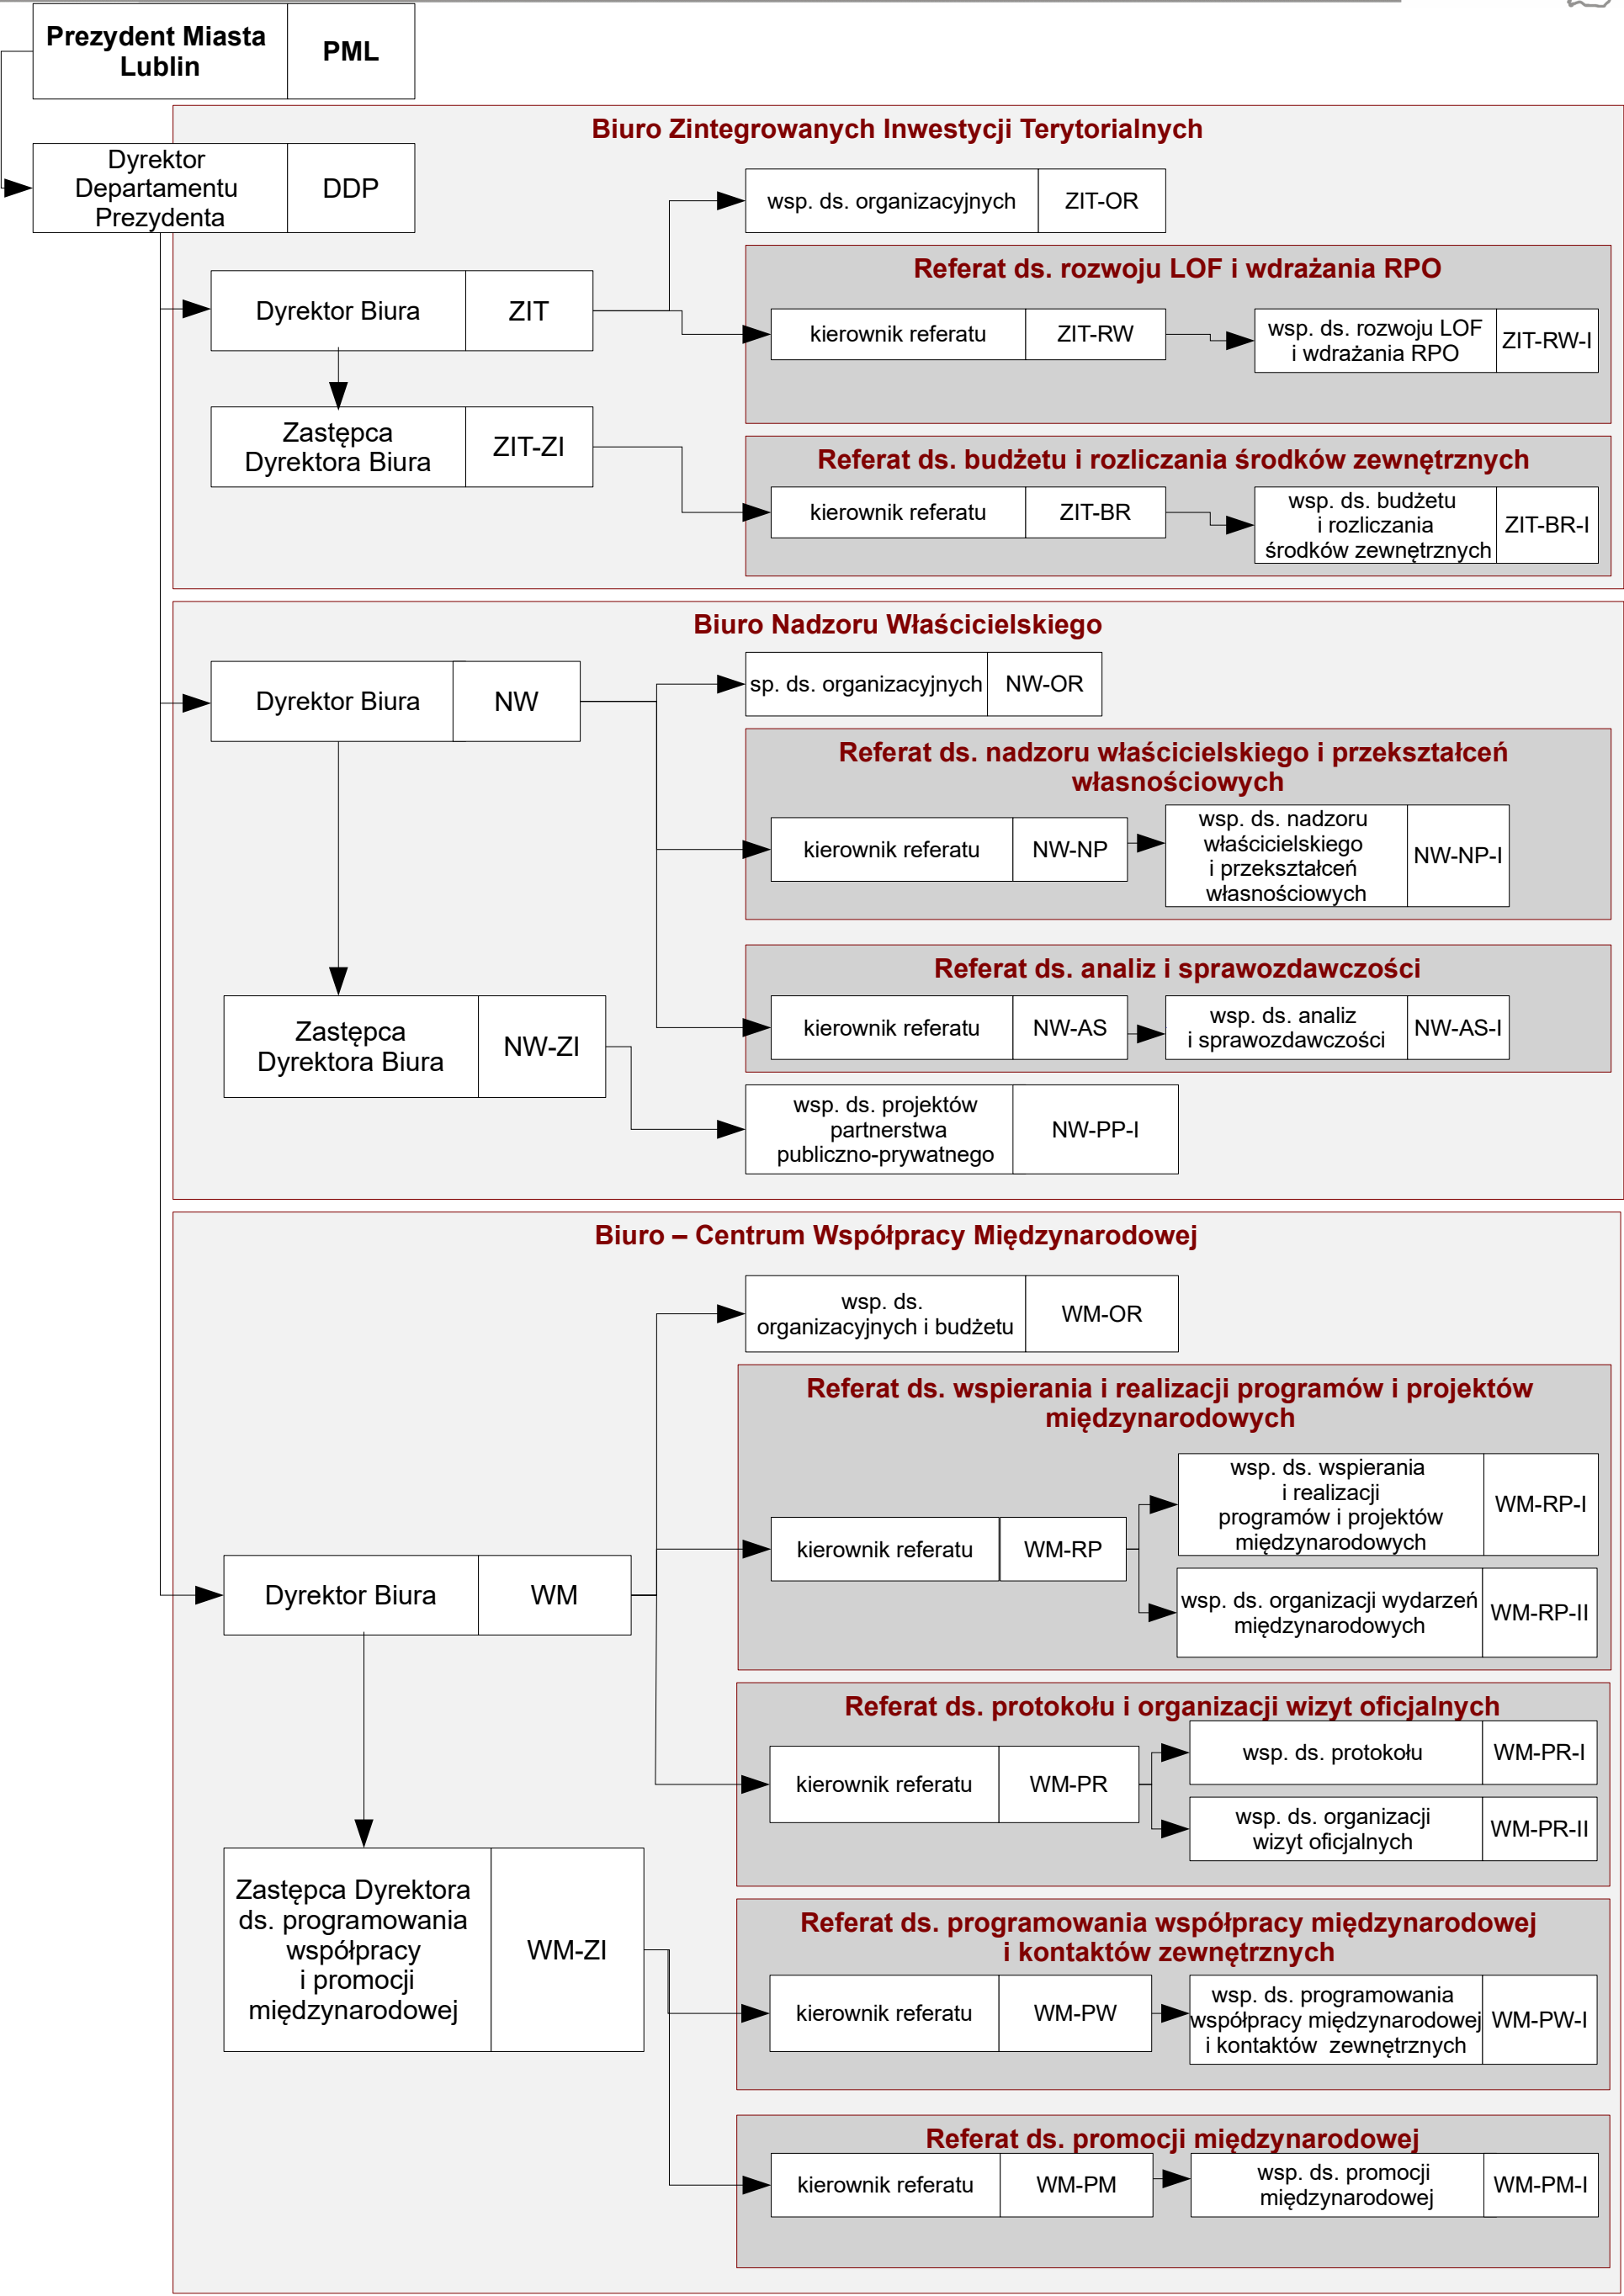 Prezydent Miasta
Lublin
PML
Dyrektor
Departamentu
Prezydenta
DDP
Biuro Zintegrowanych Inwestycji Terytorialnych
wsp. ds. organizacyjnych
ZIT-OR
Dyrektor Biura
ZIT
Referat ds. rozwoju LOF i wdrażania RPO
kierownik referatu
ZIT-RW
wsp. ds. rozwoju LOF
i wdrażania RPO
ZIT-RW-I
Zastępca
Dyrektora Biura
ZIT-ZI
Referat ds. budżetu i rozliczania środków zewnętrznych
kierownik referatu
ZIT-BR
wsp. ds. budżetu
i rozliczania
środków zewnętrznych
ZIT-BR-I
Biuro Nadzoru Właścicielskiego
Dyrektor Biura
NW
sp. ds. organizacyjnych
NW-OR
Referat ds. nadzoru właścicielskiego i przekształceń
własnościowych
kierownik referatu
NW-NP
wsp. ds. nadzoru
właścicielskiego
i przekształceń
własnościowych
NW-NP-I
Referat ds. analiz i sprawozdawczości
kierownik referatu
NW-AS
wsp. ds. analiz
i sprawozdawczości
NW-AS-I
Zastępca
Dyrektora Biura
NW-ZI
wsp. ds. projektów
partnerstwa
publiczno-prywatnego
NW-PP-I
Biuro – Centrum Współpracy Międzynarodowej
wsp. ds.
organizacyjnych i budżetu
WM-OR
Referat ds. wspierania i realizacji programów i projektów
międzynarodowych
kierownik referatu
WM-RP
wsp. ds. wspierania
i realizacji
programów i projektów
międzynarodowych
WM-RP-I
wsp. ds. organizacji wydarzeń
międzynarodowych
WM-RP-II
Dyrektor Biura
WM
Referat ds. protokołu i organizacji wizyt oficjalnych
kierownik referatu
WM-PR
wsp. ds. protokołu
WM-PR-I
wsp. ds. organizacji
wizyt oficjalnych
WM-PR-II
Zastępca Dyrektora
ds. programowania
współpracy
i promocji
międzynarodowej
WM-ZI
Referat ds. programowania współpracy międzynarodowej
i kontaktów zewnętrznych
kierownik referatu
WM-PW
wsp. ds. programowania
współpracy międzynarodowej
i kontaktów zewnętrznych
WM-PW-I
Referat ds. promocji międzynarodowej
kierownik referatu
WM-PM
wsp. ds. promocji
międzynarodowej
WM-PM-I